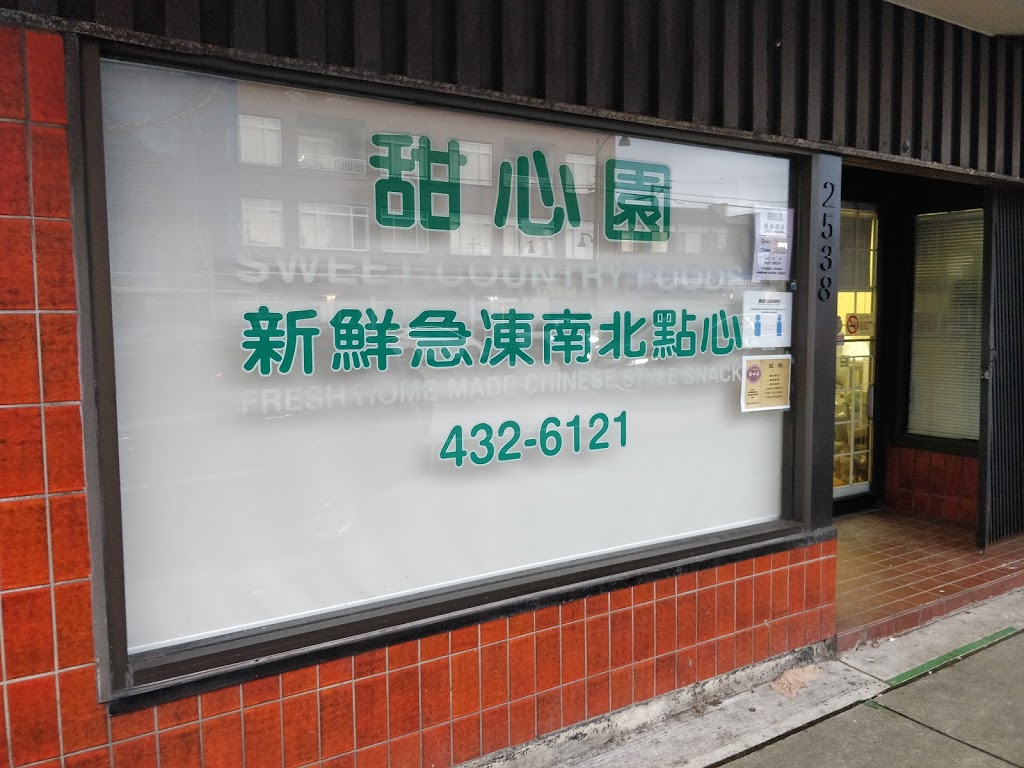 甜心園
SWEET COUNTRY FOODS
新鮮急凍南北點心
FRESH HOME-MADE CHINESE STYLE SNACK
432-6121
2538